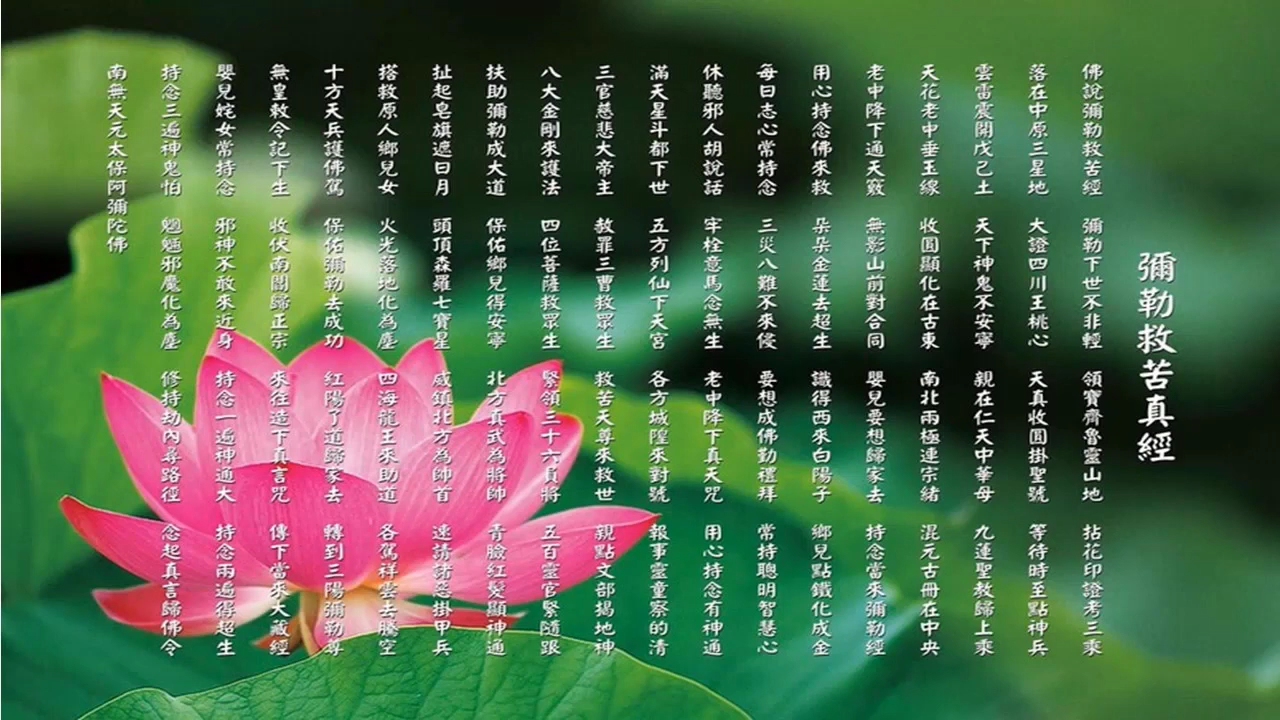 彌勒救苦真經
佛說彌勒救苦經 彌勒下世不非輕 領寶齊魯靈山地 拈花印證考三乘
落在中原三星地 大證四川王桃心 天真收圓掛聖號 等待時至點神兵
雲雷震開戊己土 天下神鬼不安寧 親在仁天中華母 九蓮聖教歸上乘
天花老中垂玉線 收圓顯化在古東 南北兩極連宗緒 混元古冊在中央
老中降下通天竅 無影山前對合同 嬰兒要想歸家去 持念當來彌勒經
用心持念佛來救 朵朵金蓮去超生 識得西來白陽子 鄉兒點鐵化成金
每日志心常持念 三災八難不來侵 要想成佛勤禮拜 常持聰明智慧心
休聽邪人胡說話 牢栓意馬念無生 老中降下真天咒 用心持念有神通
滿天星斗都下世 五方列仙下天宮 各方城隍來對號 報事靈童察的清
三官慈悲大帝主 赦罪三曹救眾生 救苦天尊來救世 親點文部揭地神
八大金剛來護法 四位菩薩救眾生 緊領三十六員將 五百靈官緊隨跟
扶助彌勒成大道 保佑鄉兒得安寧 北方真武為將帥 青臉紅髮顯神通
扯起皂旗遮日月 頭頂森羅七寶星 威鎮北方為帥首 速請諸惡掛甲兵
搭救原人鄉兒女 火光落地化為塵 四海龍王來助道 各駕祥雲去騰空
十方天兵護佛駕 保佑彌勒去成功 紅陽了道歸家去 轉到三陽彌勒尊
無皇敕令記下生 收伏南閻歸正宗 來往造下真言咒 傳下當來大藏經
嬰兒姹女常持念 邪神不敢來近身 持念一遍神通大 持念兩遍得超生
持念三遍神鬼怕 魍魎邪魔化為塵 修持劫內尋路徑 念起真言歸佛令
南無天元太保阿彌陀佛